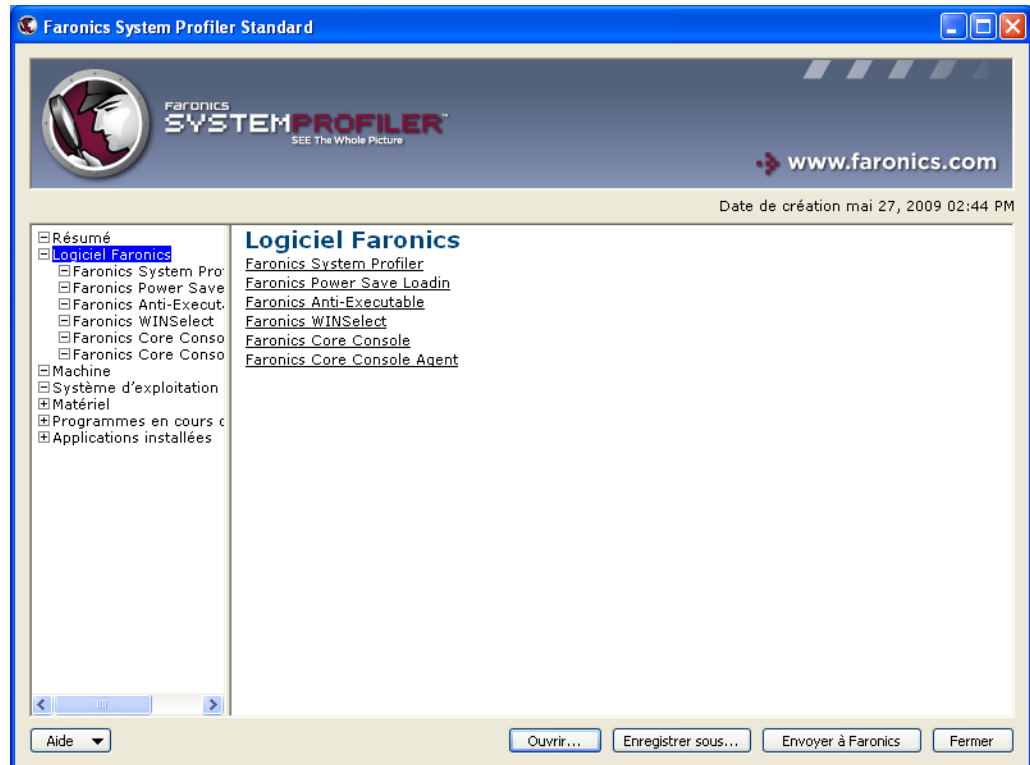 Faronics System Profiler Standard
Faronics
SYSTEMPROFILER™
SEE The Whole Picture
www.faronics.com
Date de création mai 27, 2009 02:44 PM
Résumé
Logiciel Faronics
Faronics System Pro
Faronics Power Save
Faronics Anti-Execut
Faronics WINSelect
Faronics Core Conso
Faronics Core Conso
Machine
Système d'exploitation
Matériel
Programmes en cours d
Applications installées
Logiciel Faronics
Faronics System Profiler
Faronics Power Save Loadin
Faronics Anti-Executable
Faronics WINSelect
Faronics Core Console
Faronics Core Console Agent
Aide
Ouvrir...
Enregistrer sous...
Envoyer à Faronics
Fermer